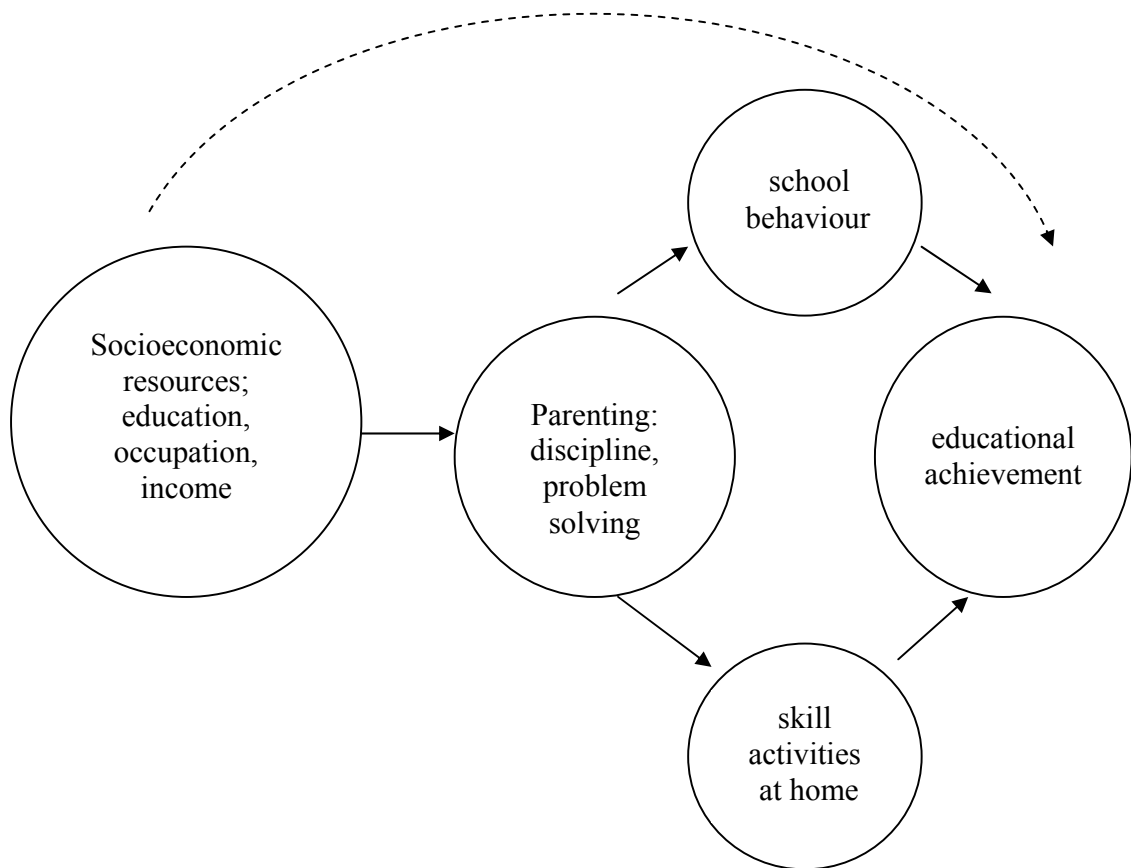 school
behaviour
Socioeconomic
resources;
education,
occupation,
income
Parenting:
discipline,
problem
solving
educational
achievement
skill
activities
at home